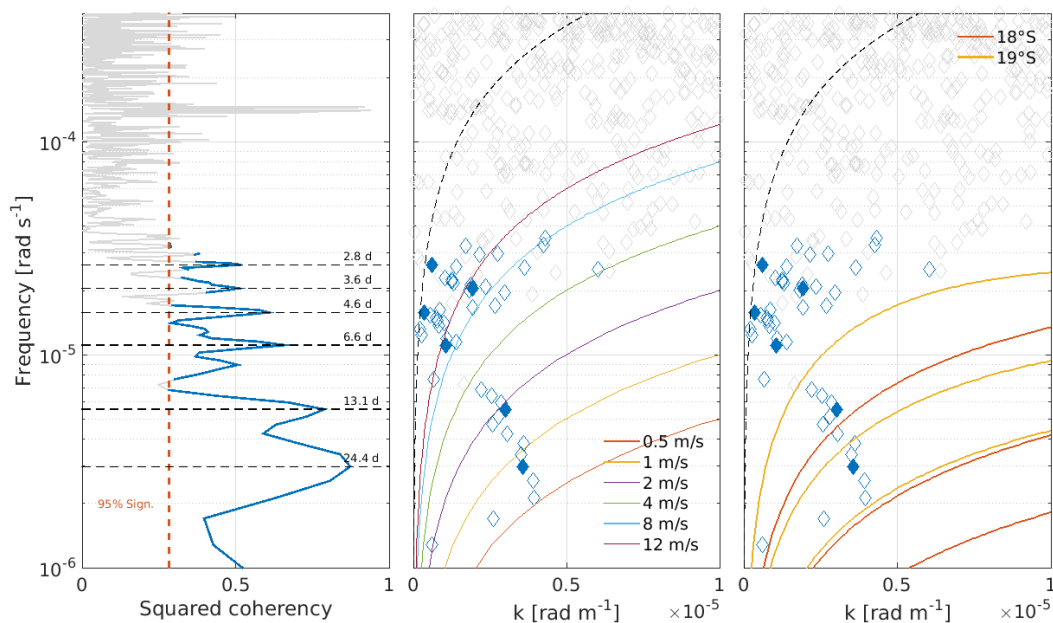 Frequency [rad s-1]
10-4
10-5
10-6
2.8 d
3.6 d
4.6 d
6.6 d
13.1 d
24.4 d
95% Sign.
0
0.5
1
Squared coherency
0.5 m/s
1 m/s
2 m/s
4 m/s
8 m/s
12 m/s
0
0.5
1
k [rad m-1]
×10-5
18°S
19°S
0
0.5
1
k [rad m-1]
×10-5